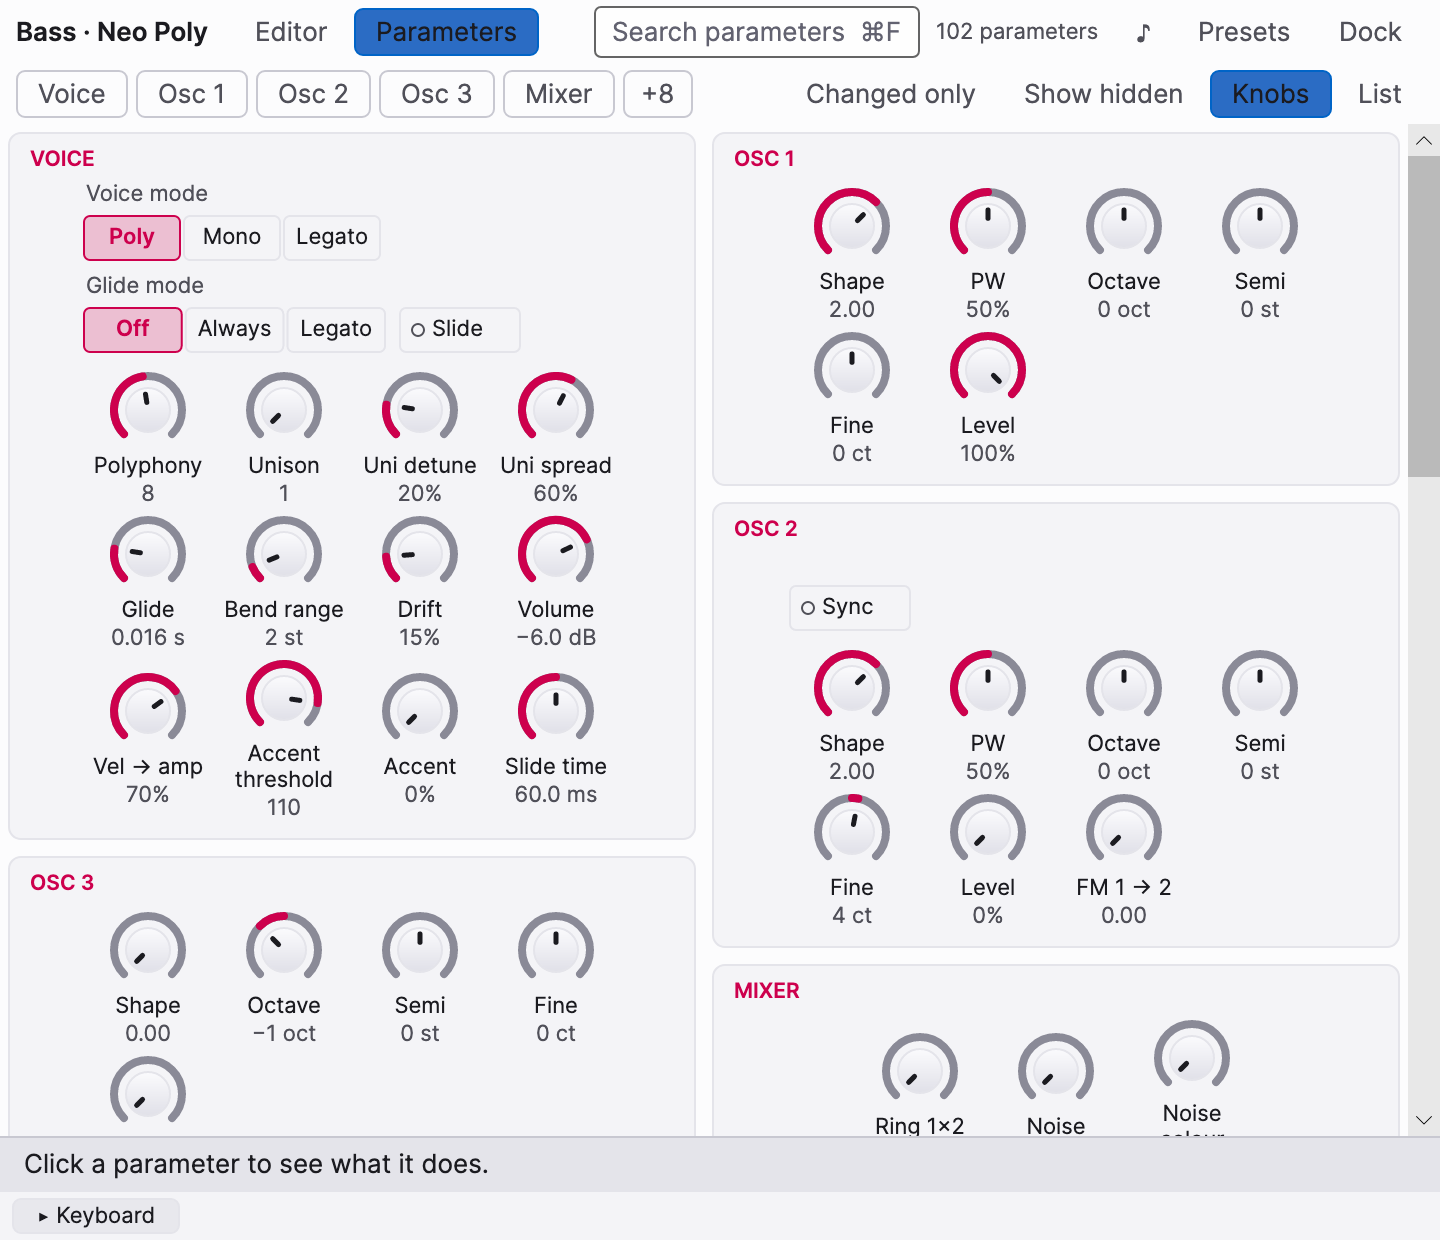 Bass · Neo Poly Editor Parameters Search parameters ⌘F 102 parameters ♪ Presets Dock
Voice Osc 1 Osc 2 Osc 3 Mixer +8 Changed only Show hidden Knobs List
VOICE
Voice mode
Poly Mono Legato
Glide mode
Off Always Legato Slide
Polyphony Unison Uni detune Uni spread
8 1 20% 60%
Glide Bend range Drift Volume
0.016 s 2 st 15% −6.0 dB
Vel → amp Accent threshold Accent Slide time
70% 110 0% 60.0 ms
OSC 1
Shape PW Octave Semi
2.00 50% 0 oct 0 st
Fine Level
0 ct 100%
OSC 2
Sync
Shape PW Octave Semi
2.00 50% 0 oct 0 st
Fine Level FM 1 → 2
4 ct 0% 0.00
OSC 3
Shape Octave Semi Fine
0.00 −1 oct 0 st 0 ct
MIXER
Ring 1×2 Noise Noise
Click a parameter to see what it does.
▸ Keyboard